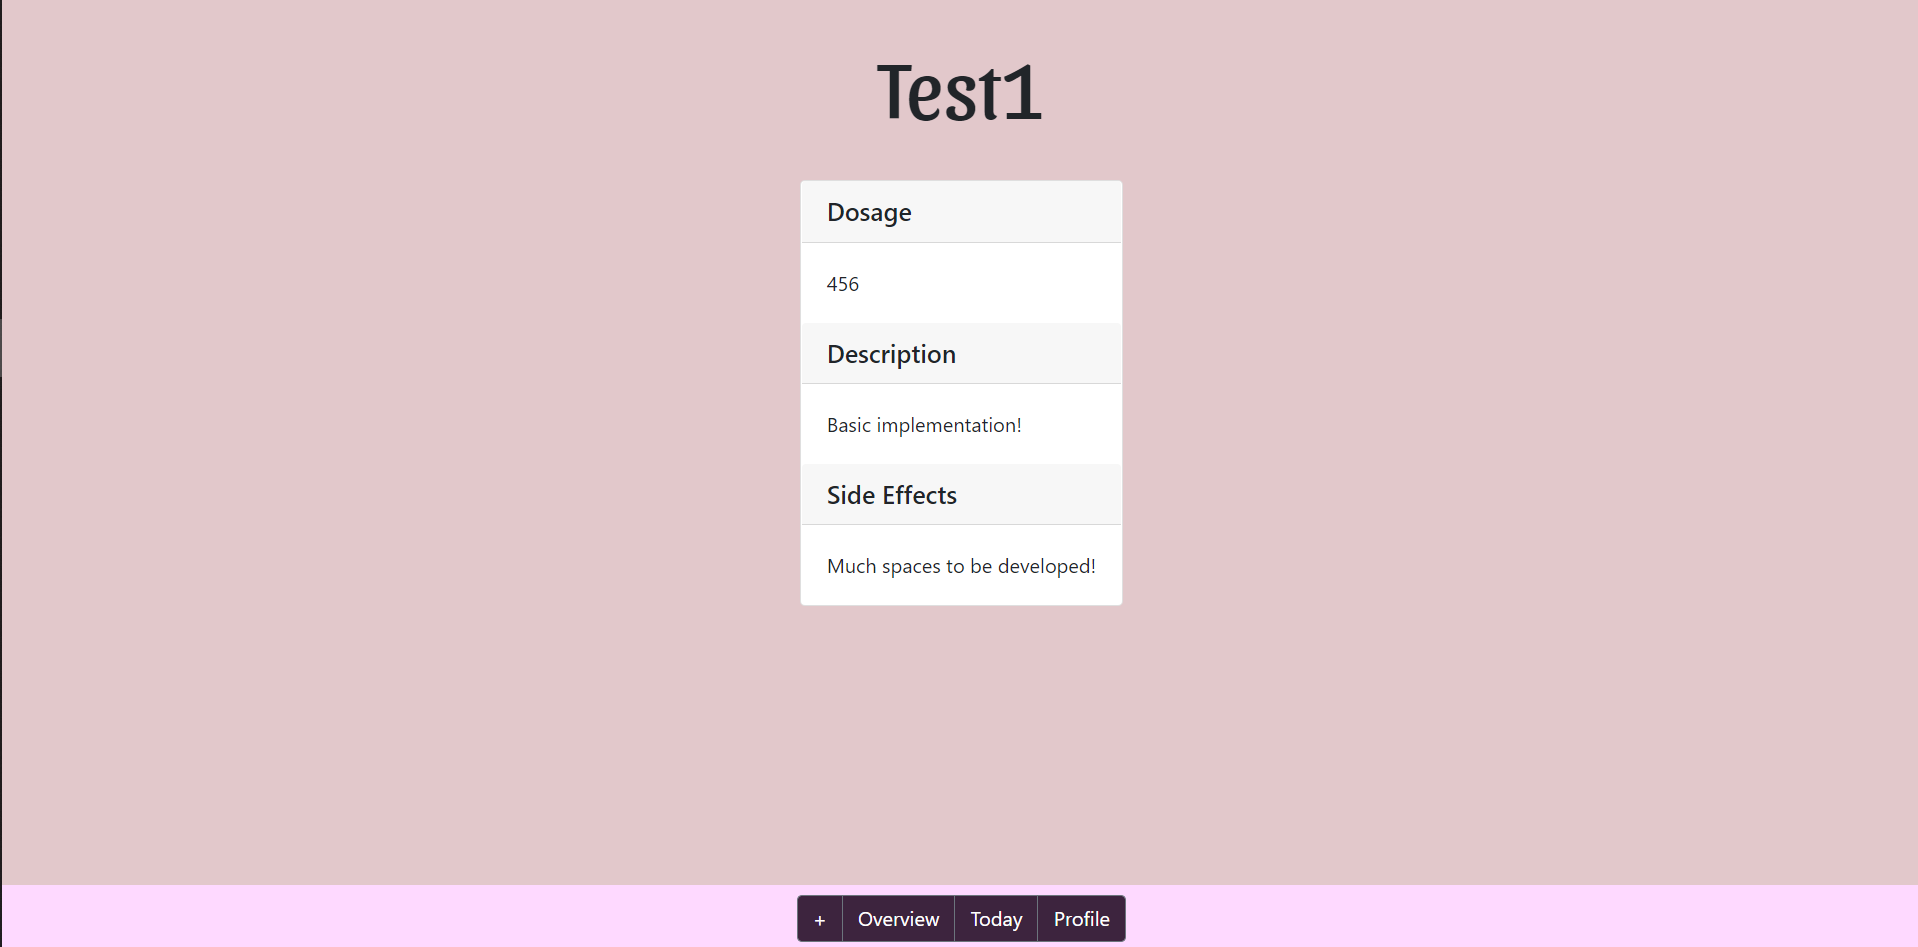 Test1
Dosage
456
Description
Basic implementation!
Side Effects
Much spaces to be developed!
+ Overview Today Profile